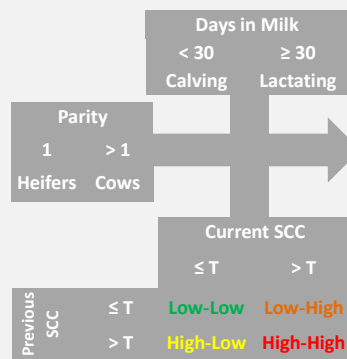 Days in Milk
< 30 ≥ 30
Calving Lactating
Parity
1 > 1
Heifers Cows
Current SCC
≤ T > T
Previous SCC
≤ T Low-Low Low-High
> T High-Low High-High